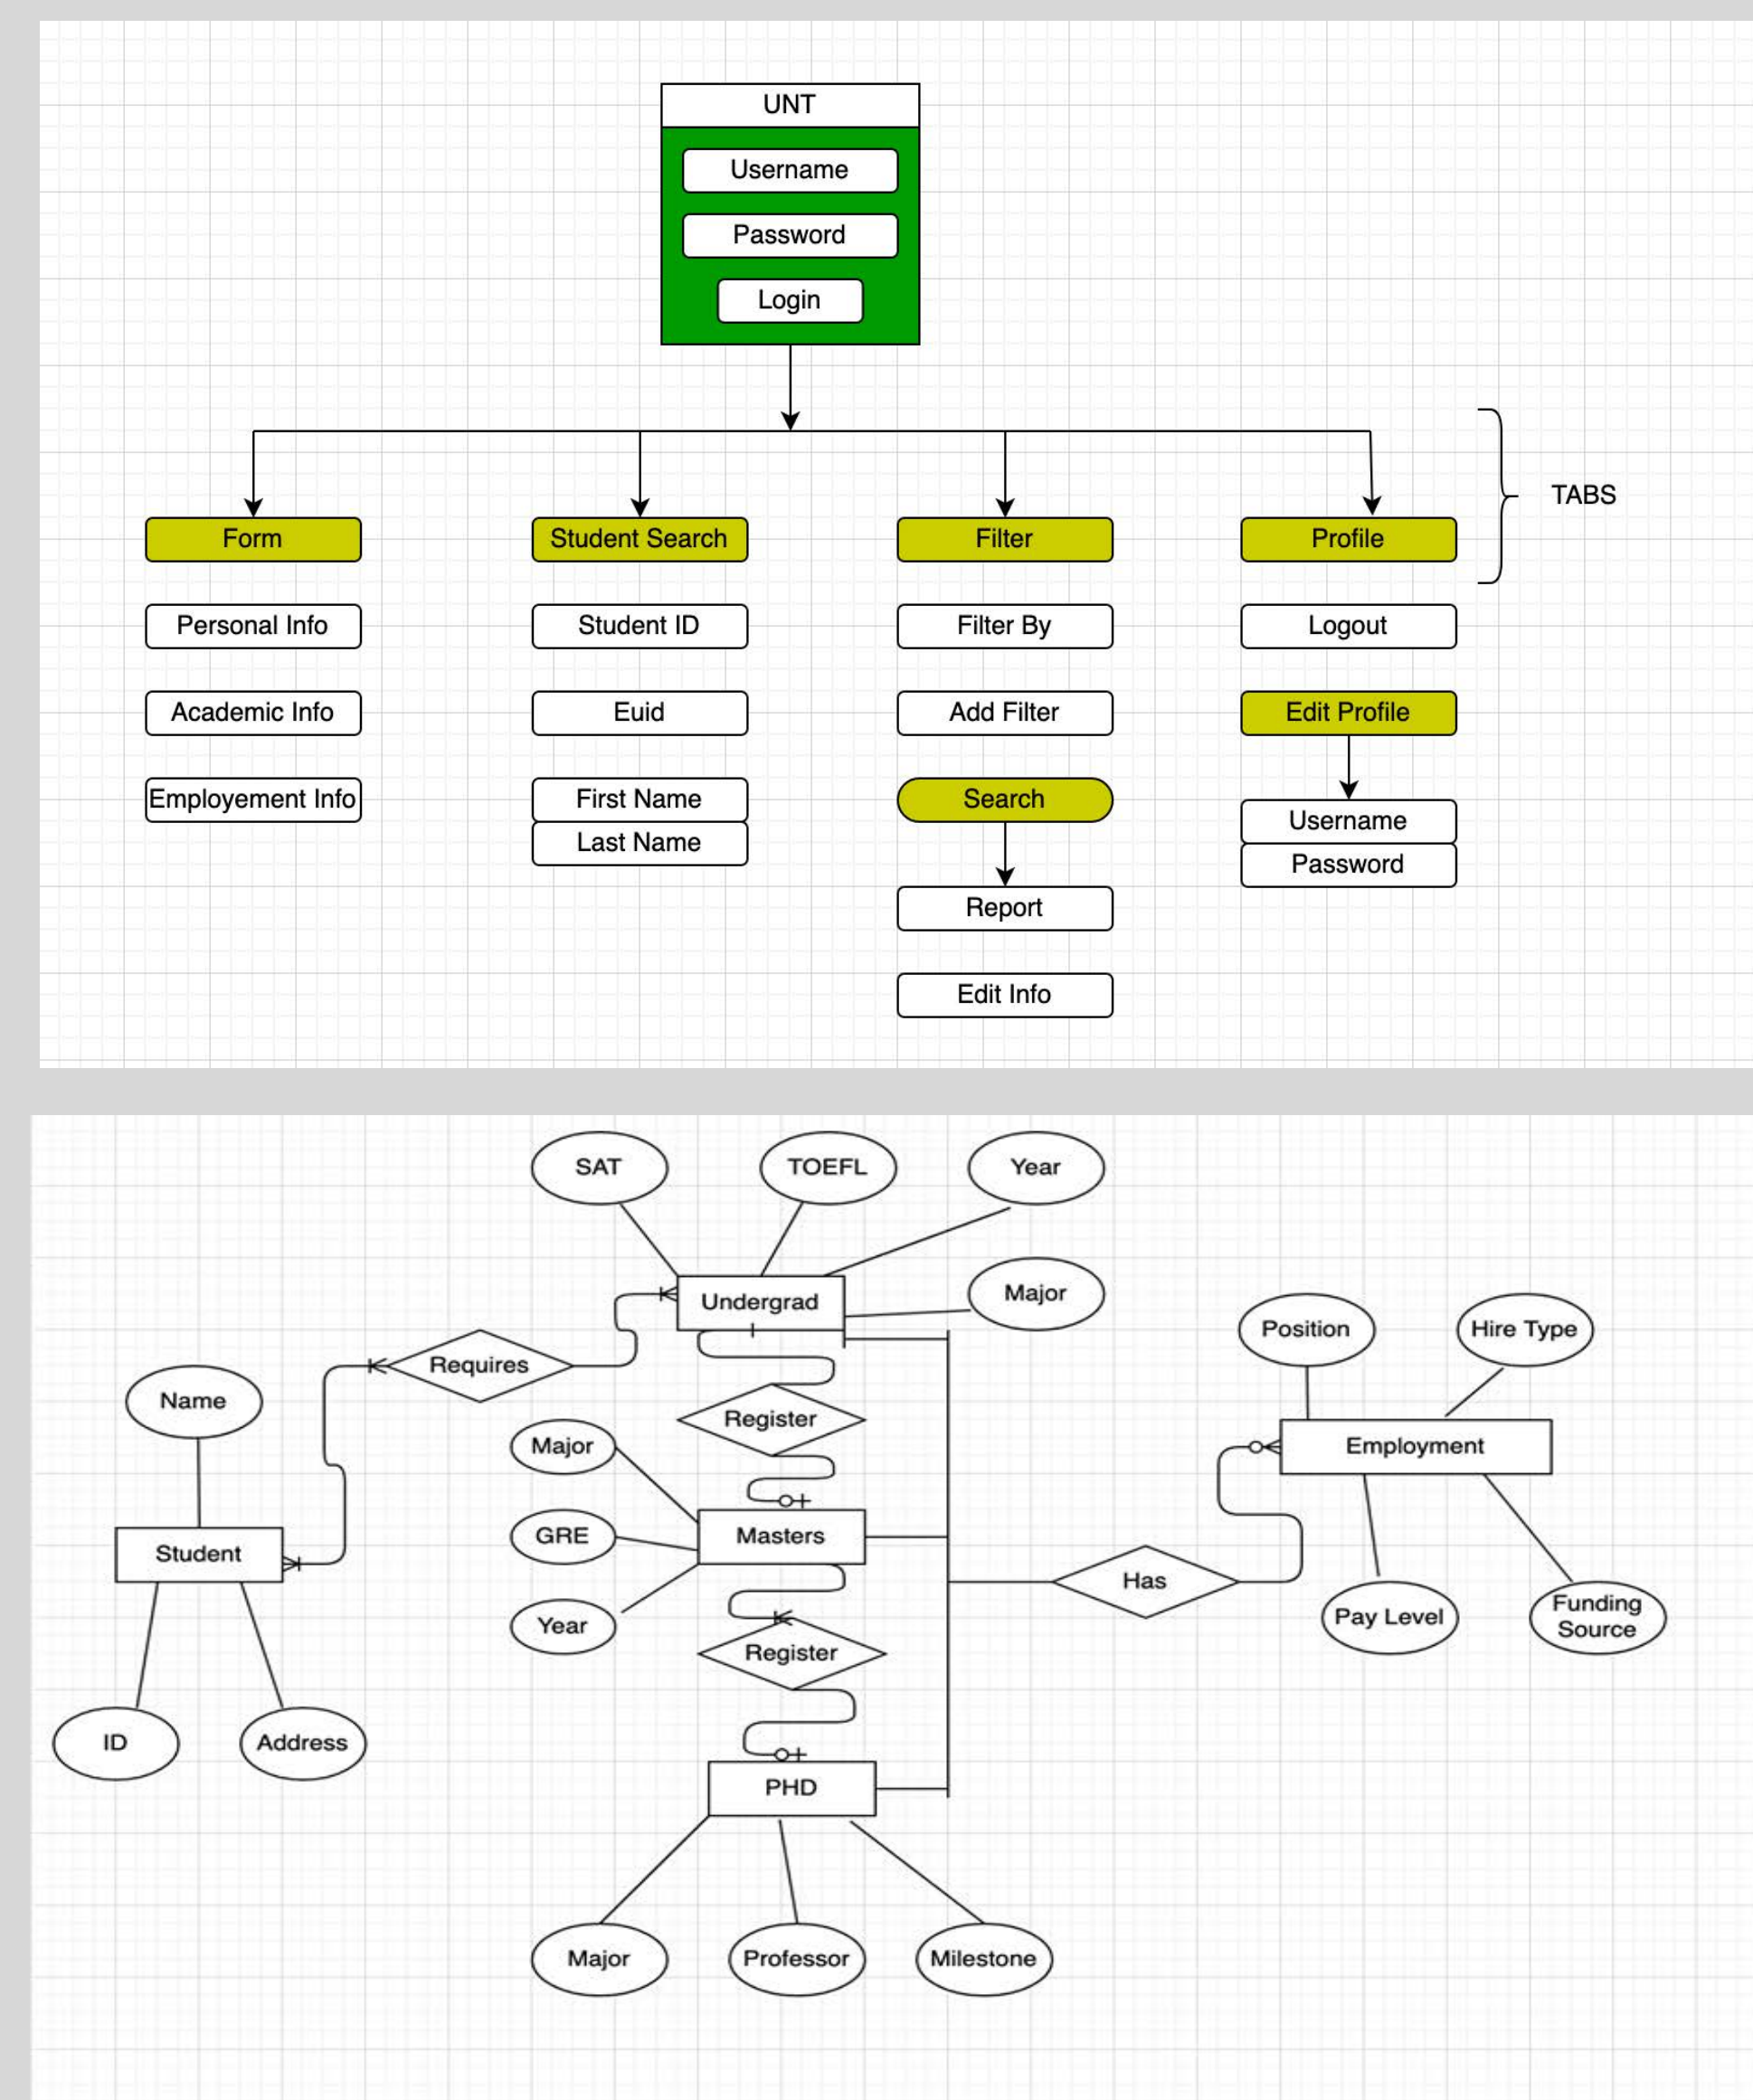 UNT
Username
Password
Login
TABS
Form
Student Search
Filter
Profile
Personal Info
Student ID
Filter By
Logout
Academic Info
Euid
Add Filter
Edit Profile
Employement Info
First Name
Last Name
Search
Username
Password
Report
Edit Info
SAT
TOEFL
Year
Undergrad
Major
Position
Hire Type
Requires
Name
Register
Major
Employment
GRE
Masters
Student
Has
Year
Pay Level
Funding
Source
Register
ID
Address
PHD
Major
Professor
Milestone